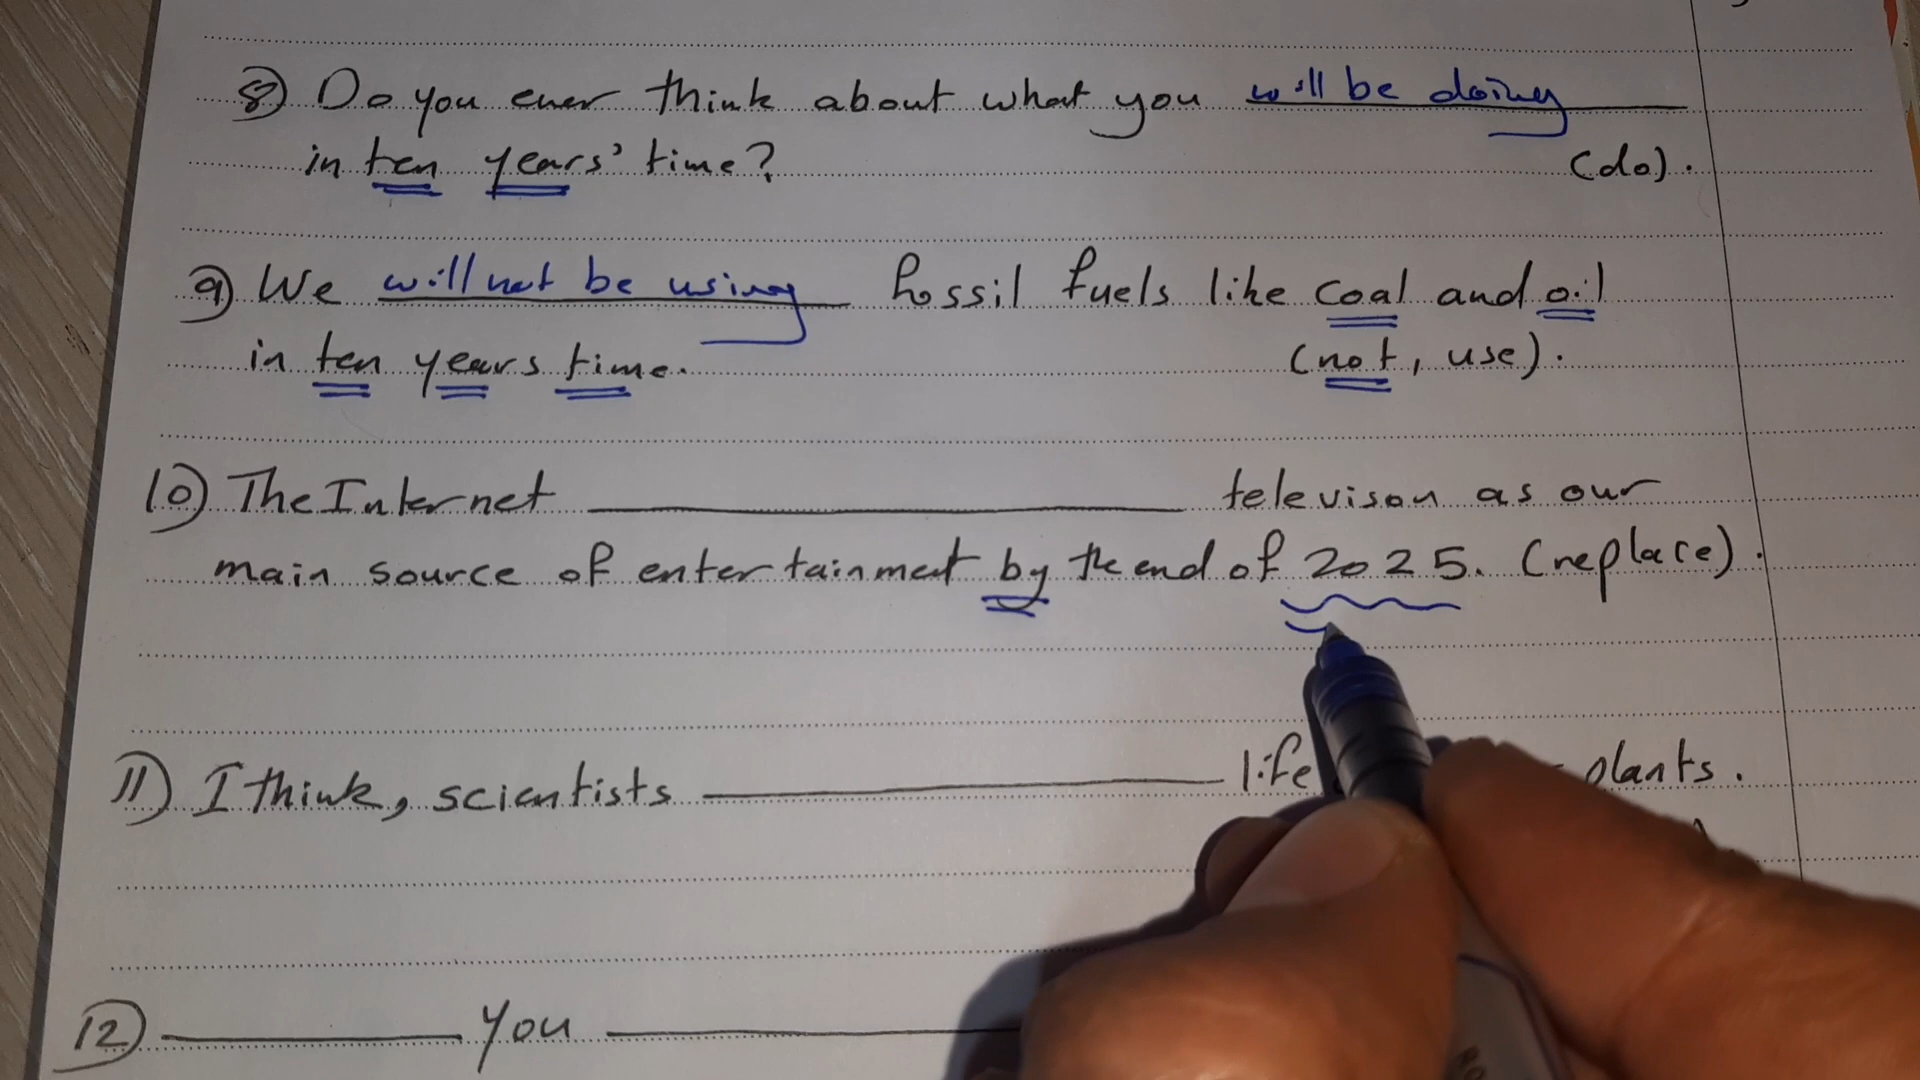 8) Do you ever think about what you will be doing
in ten years' time? (do).
9) We will not be using fossil fuels like coal and oil
in ten years time. (not, use).
10) The Internet televison as our
main source of entertainment by the end of 2025. (replace).
11) I think, scientists life plants.
12) you